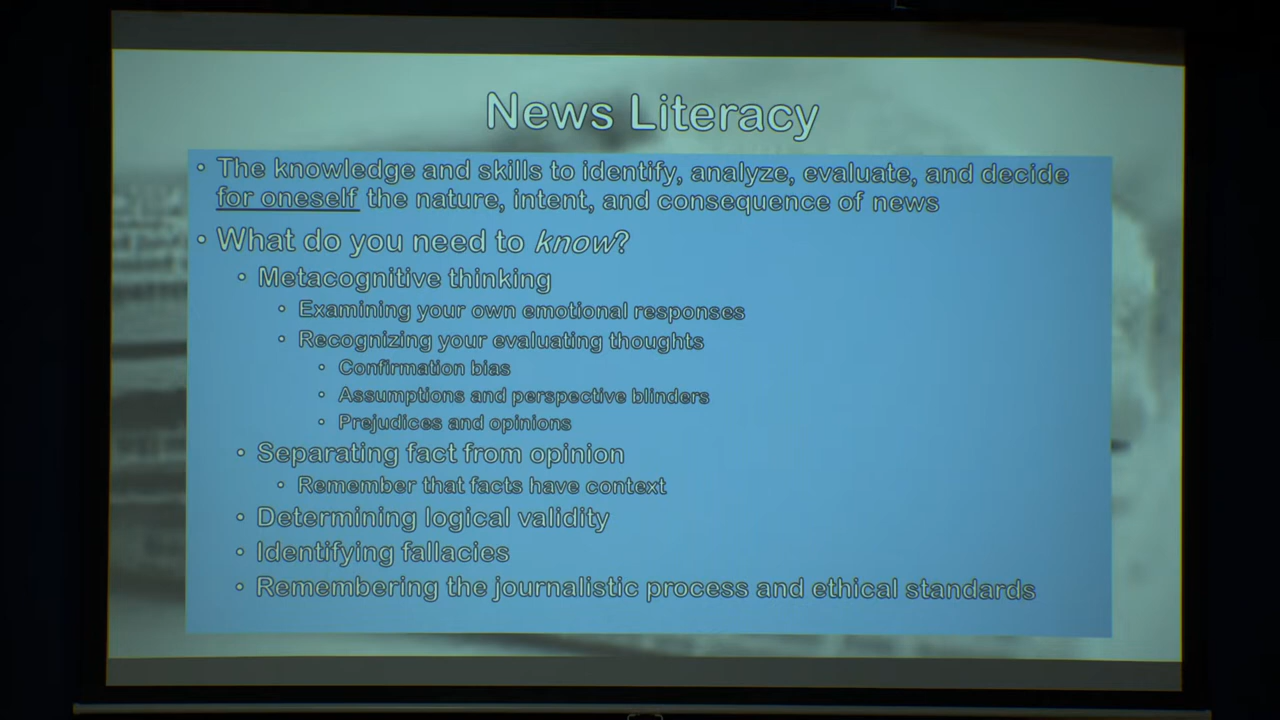 News Literacy
• The knowledge and skills to identify, analyze, evaluate, and decide
for oneself the nature, intent, and consequence of news
• What do you need to know?
• Metacognitive thinking
• Examining your own emotional responses
• Recognizing your evaluating thoughts
• Confirmation bias
• Assumptions and perspective blinders
• Prejudices and opinions
• Separating fact from opinion
• Remember that facts have context
• Determining logical validity
• Identifying fallacies
• Remembering the journalistic process and ethical standards